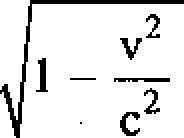 √(1 − v²/c²)